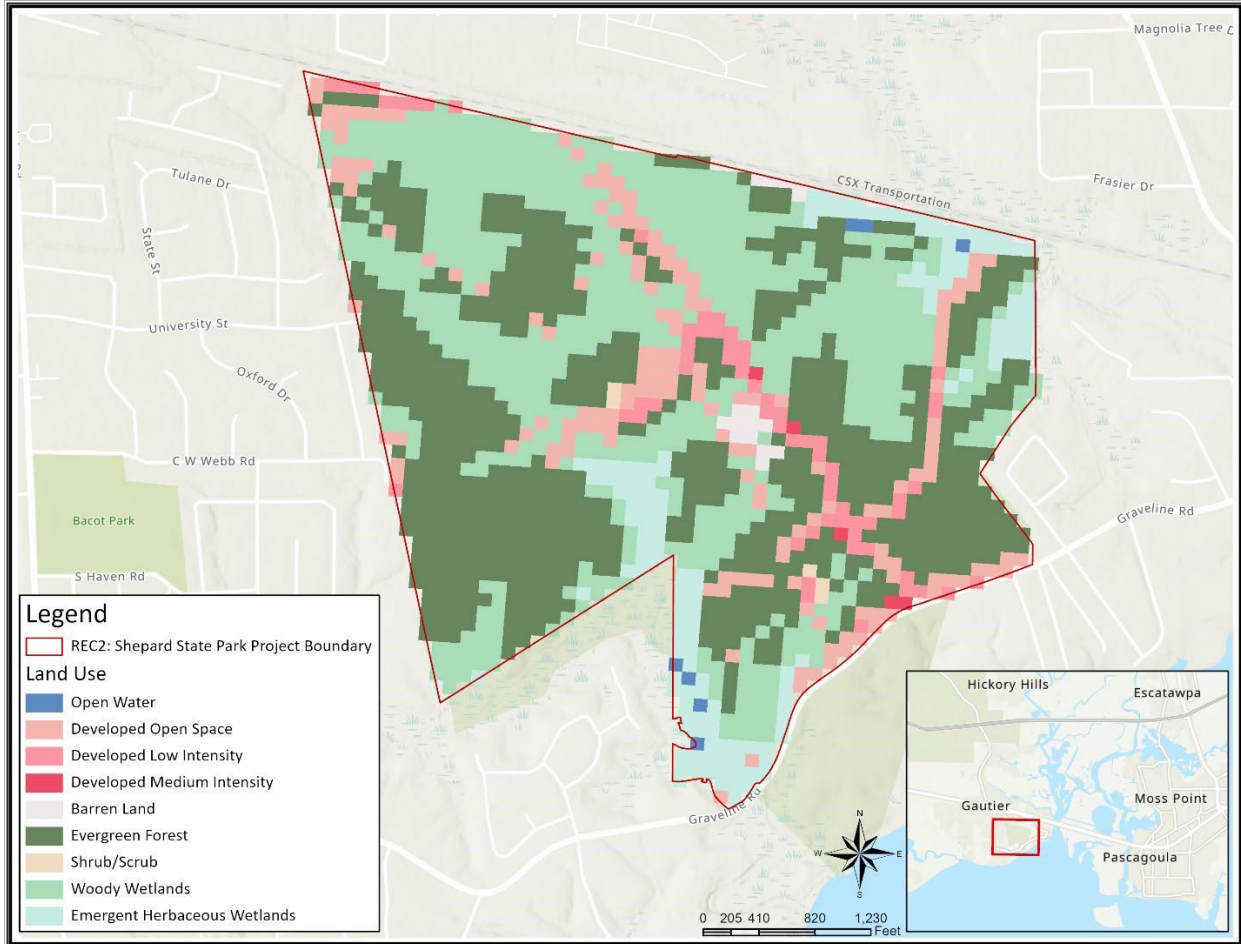 Magnolia Tree D
CSX Transportation
Frasier Dr
Tulane Dr
State St
University St
Oxford Dr
C W Webb Rd
Bacot Park
S Haven Rd
Graveline Rd
Graveline Rd
Legend
REC2: Shepard State Park Project Boundary
Land Use
Open Water
Developed Open Space
Developed Low Intensity
Developed Medium Intensity
Barren Land
Evergreen Forest
Shrub/Scrub
Woody Wetlands
Emergent Herbaceous Wetlands
N
W E
S
0 205 410 820 1,230
Feet
Hickory Hills
Escatawpa
Gautier
Moss Point
Pascagoula